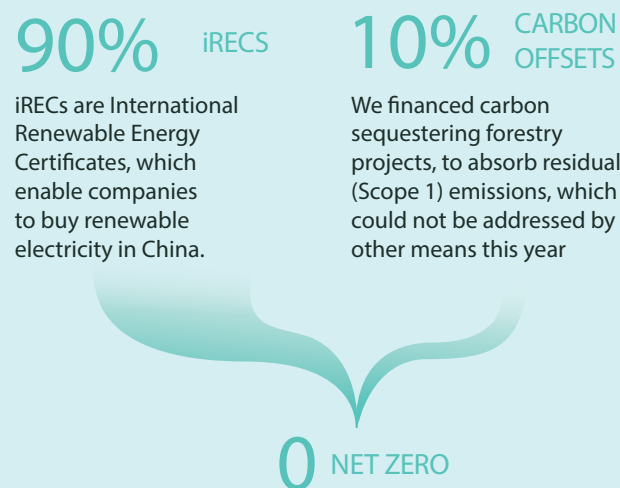 90% iRECS
iRECs are International
Renewable Energy
Certificates, which
enable companies
to buy renewable
electricity in China.
10% CARBON
OFFSETS
We financed carbon
sequestering forestry
projects, to absorb residual
(Scope 1) emissions, which
could not be addressed by
other means this year
0 NET ZERO